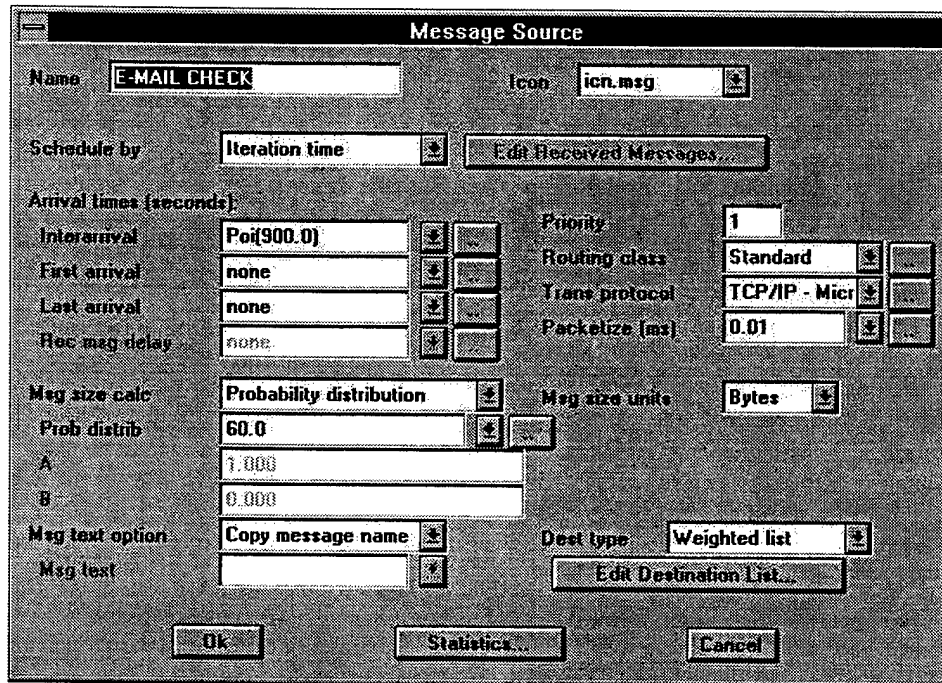 Message Source
Name E-MAIL CHECK Icon icn.msg
Schedule by Iteration time Edit Received Messages...
Arrival times (seconds):
Interarrival Poi(900.0) .. Priority 1
First arrival none .. Routing class Standard ..
Last arrival none .. Trans protocol TCP/IP - Micr ..
Rec msg delay none .. Packetize (ms) 0.01 ..
Msg size calc Probability distribution Msg size units Bytes
Prob distrib 60.0 ..
A 1.000
B 0.000
Msg text option Copy message name Dest type Weighted list
Msg text Edit Destination List...
Ok Statistics... Cancel